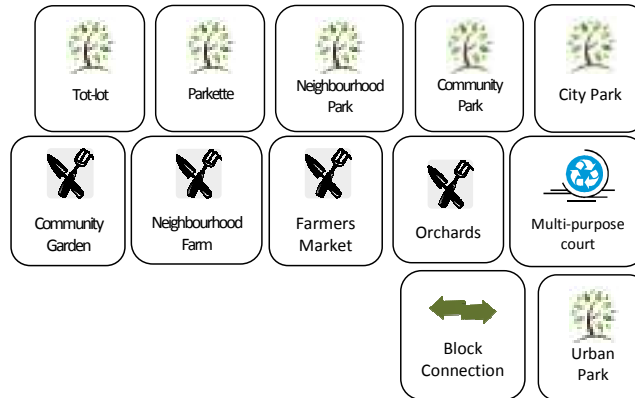 Tot-lot
Parkette
Neighbourhood
Park
Community
Park
City Park
Community
Garden
Neighbourhood
Farm
Farmers
Market
Orchards
Multi-purpose
court
Block
Connection
Urban
Park